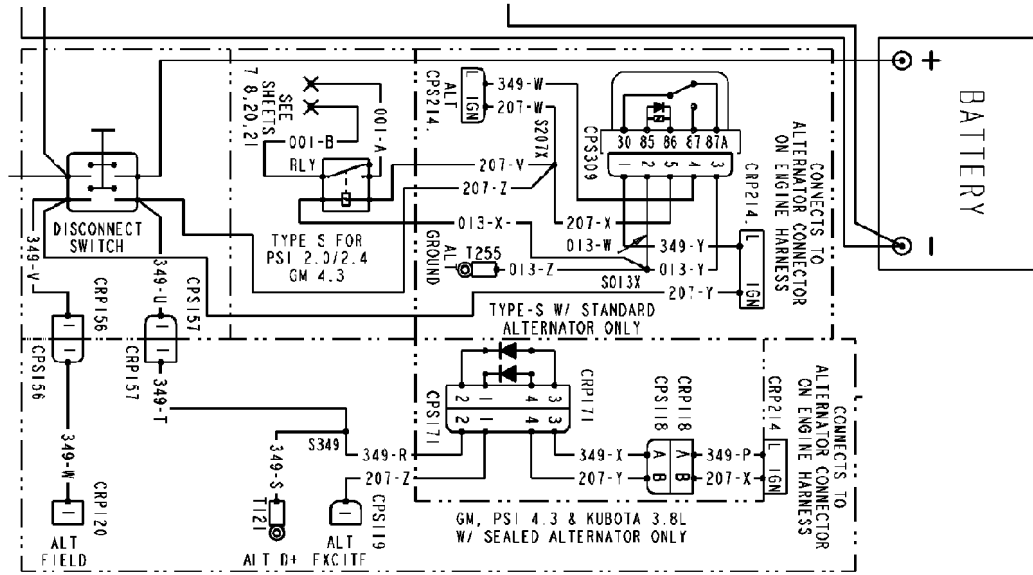 BATTERY
+
-
SEE
SHEETS
7
8,20,21
001-A
001-B
RLY
TYPE S FOR
PSI 2.0/2.4
GM 4.3
DISCONNECT
SWITCH
349-V
349-U
CRP156
CPS156
CPS157
CRP157
349-T
349-W
CRP120
ALT
FIELD
CPS214.
ALT
L IGN
349-W
207-W
S207X
207-V
207-Z
013-X
207-X
013-W
349-Y
GROUND
AL
T255
013-Z
013-Y
S013X
207-Y
CPS309
30 85 86 87 87A
1 2 5 4 3
CRP214.
L
IGN
CONNECTS TO
ALTERNATOR CONNECTOR
ON ENGINE HARNESS
TYPE-S W/ STANDARD
ALTERNATOR ONLY
CPS171
CRP171
2 1 4 3
2 1 4 3
S349
349-R
207-Z
349-S
T121
ALT B+
CPS119
ALT
EXCITE
349-X
207-Y
CPS118
CRP118
A A
B B
349-P
207-X
CRP214
L
IGN
CONNECTS TO
ALTERNATOR CONNECTOR
ON ENGINE HARNESS
GM, PSI 4.3 & KUBOTA 3.8L
W/ SEALED ALTERNATOR ONLY